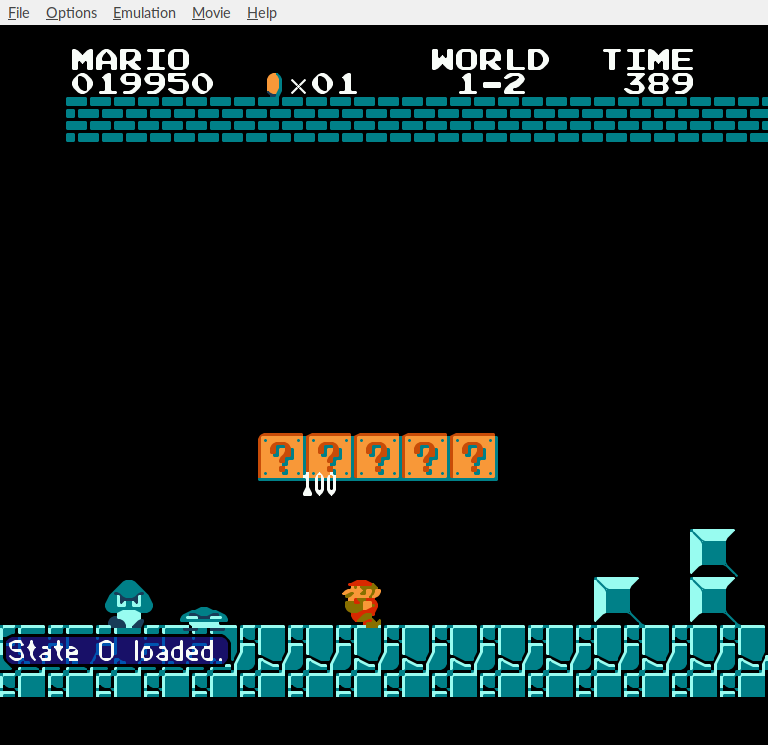 File Options Emulation Movie Help
MARIO WORLD TIME
019950 ×01 1-2 389
? ? ? ? ?
100
State 0 loaded.